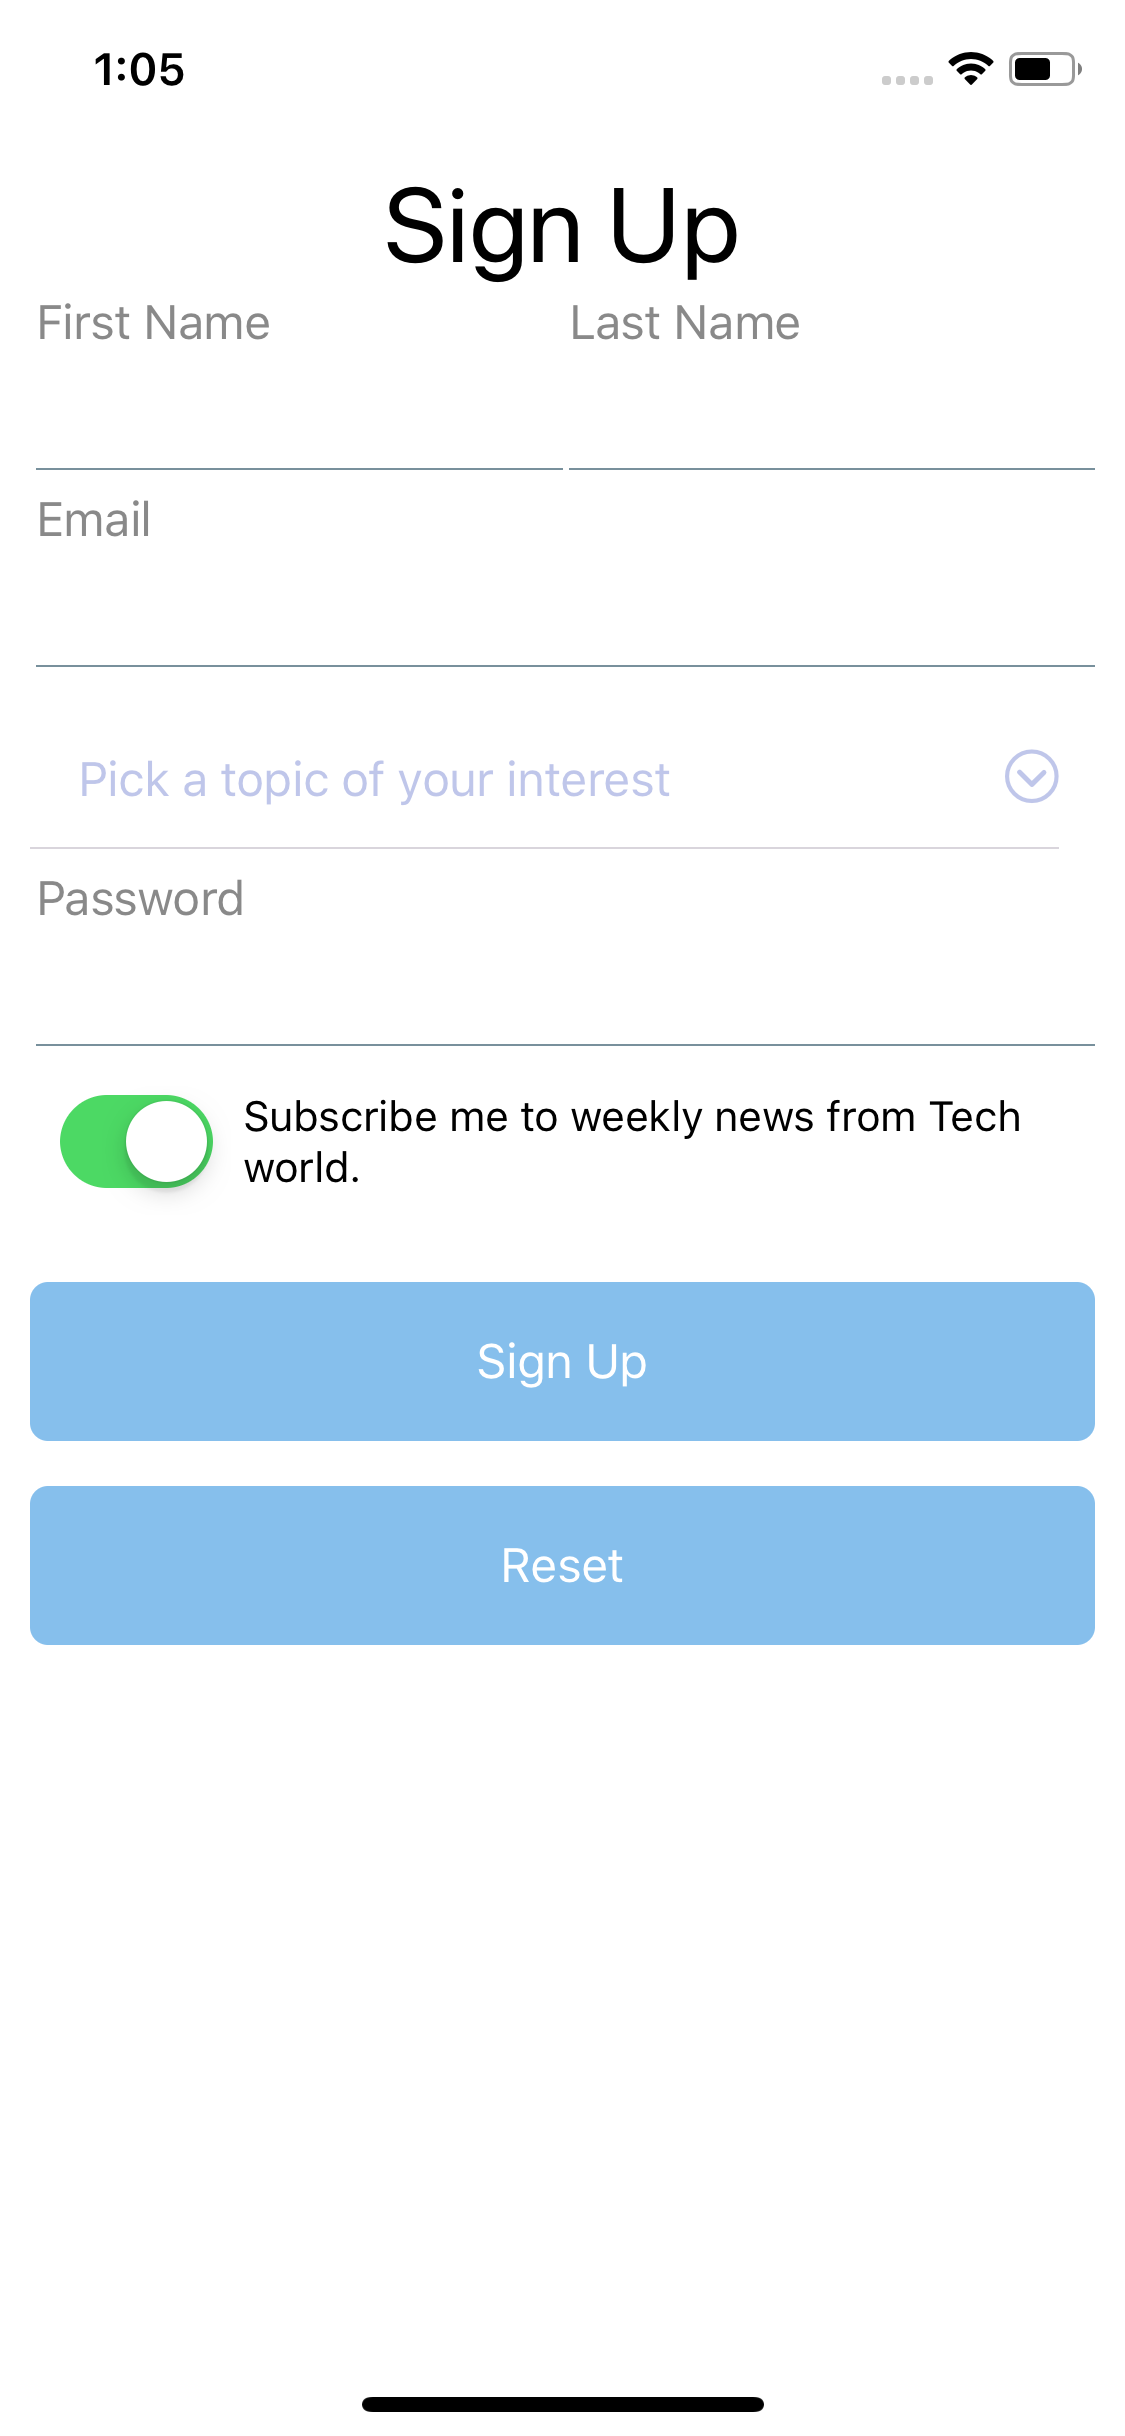 1:05
Sign Up
First Name Last Name
Email
Pick a topic of your interest
Password
Subscribe me to weekly news from Tech
world.
Sign Up
Reset